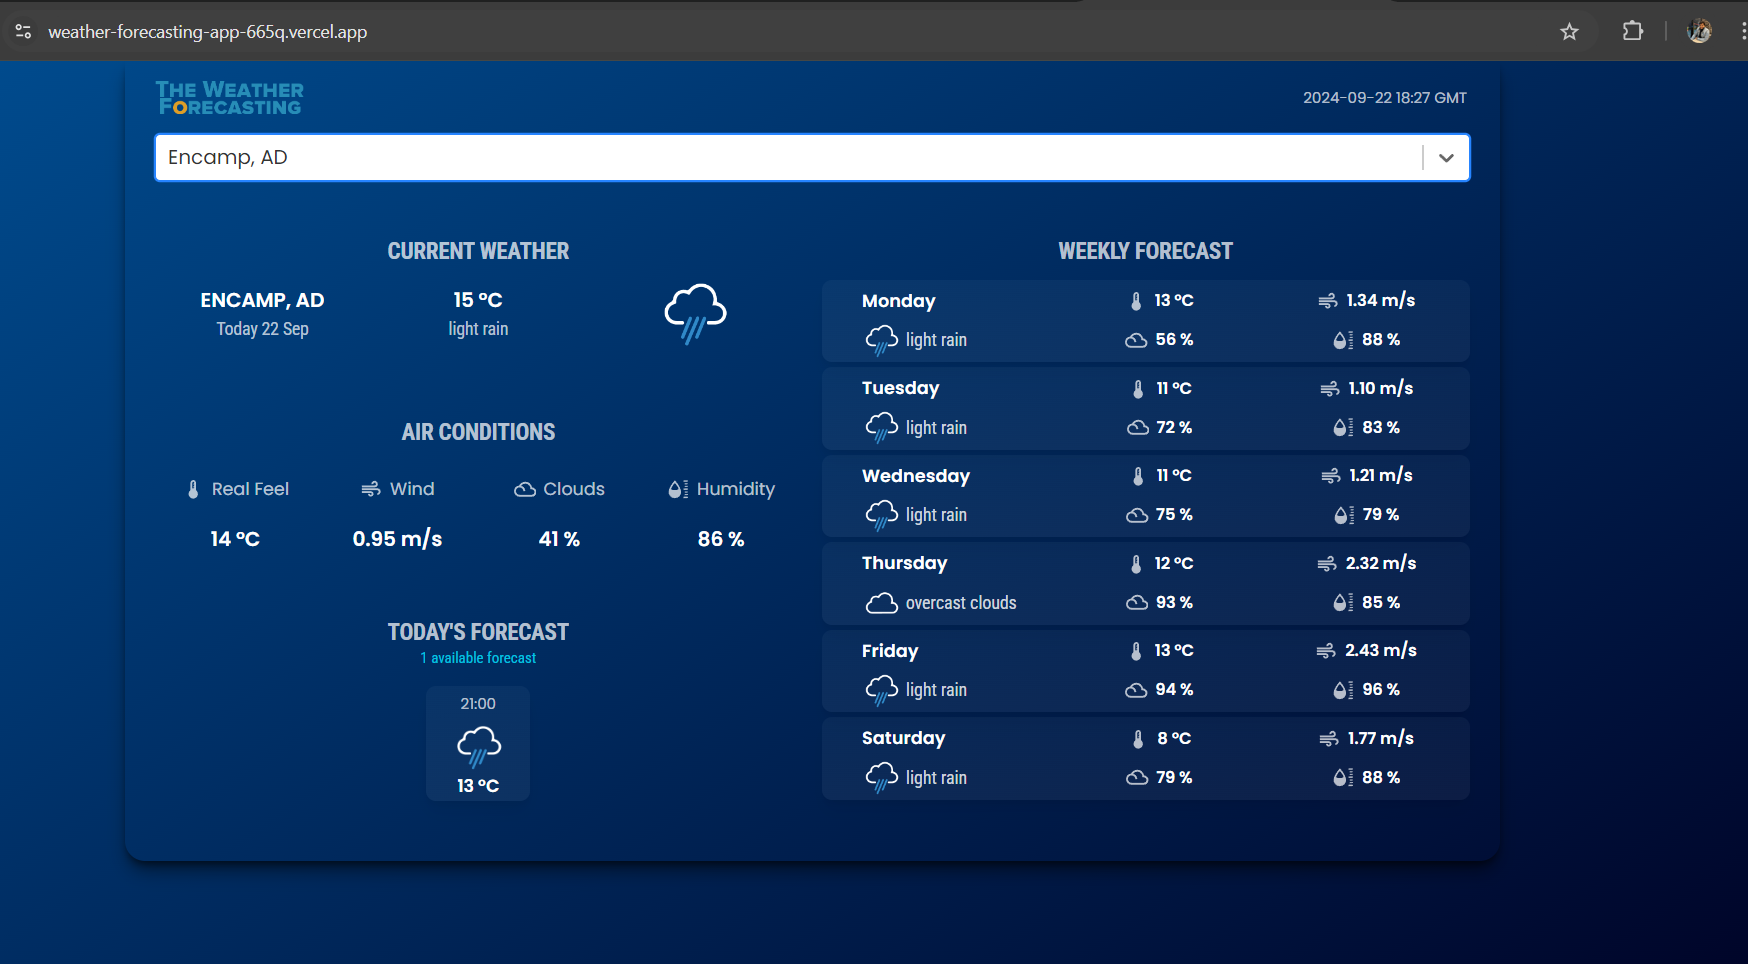 weather-forecasting-app-665q.vercel.app
THE WEATHER
FORECASTING
2024-09-22 18:27 GMT
Encamp, AD
CURRENT WEATHER
ENCAMP, AD
Today 22 Sep
15 °C
light rain
AIR CONDITIONS
Real Feel
14 °C
Wind
0.95 m/s
Clouds
41 %
Humidity
86 %
TODAY'S FORECAST
1 available forecast
21:00
13 °C
WEEKLY FORECAST
Monday 13 °C 1.34 m/s
light rain 56 % 88 %
Tuesday 11 °C 1.10 m/s
light rain 72 % 83 %
Wednesday 11 °C 1.21 m/s
light rain 75 % 79 %
Thursday 12 °C 2.32 m/s
overcast clouds 93 % 85 %
Friday 13 °C 2.43 m/s
light rain 94 % 96 %
Saturday 8 °C 1.77 m/s
light rain 79 % 88 %